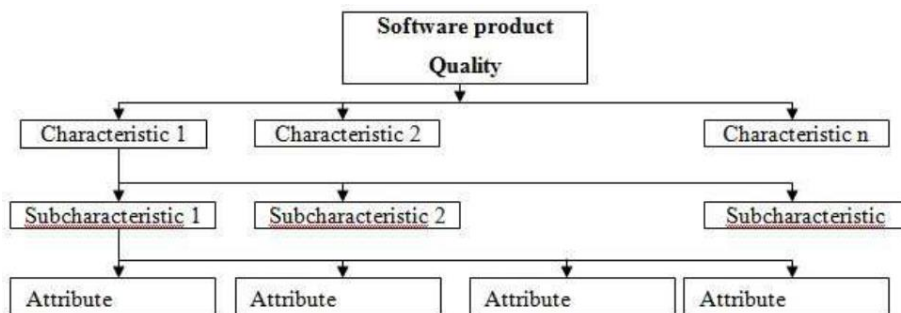 Software product
Quality
Characteristic 1
Characteristic 2
Characteristic n
Subcharacteristic 1
Subcharacteristic 2
Subcharacteristic
Attribute
Attribute
Attribute
Attribute